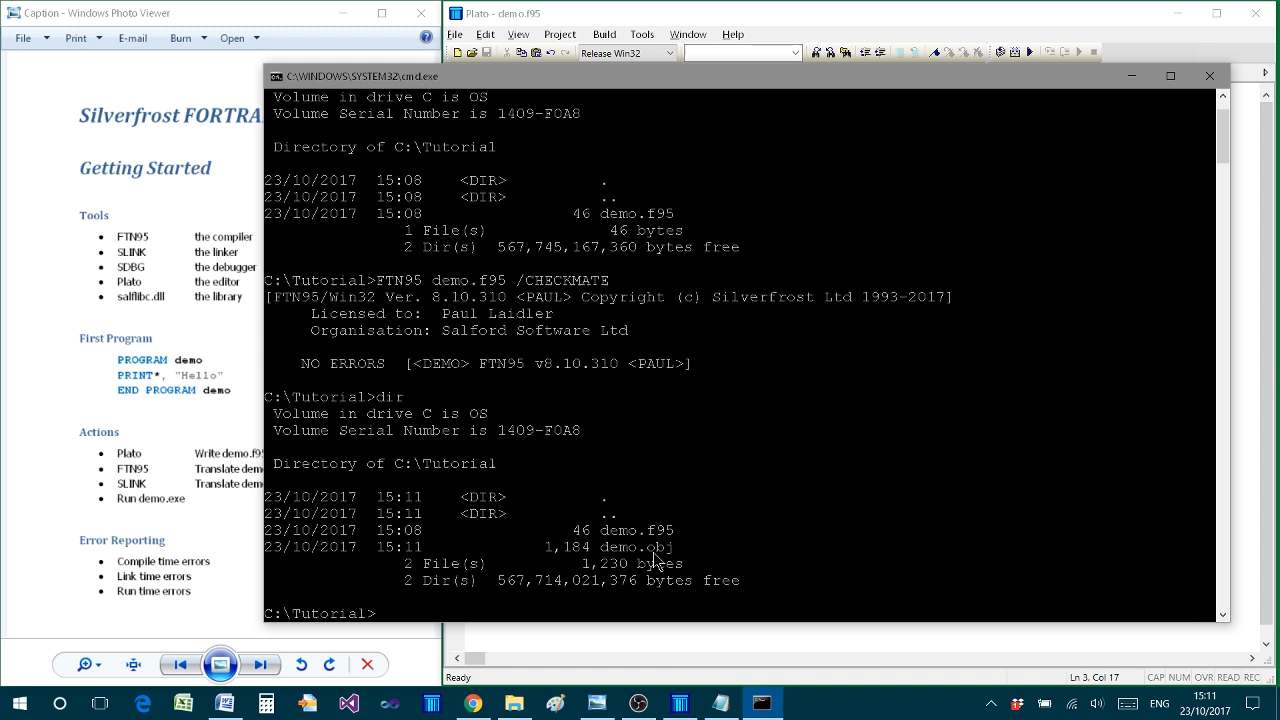 Caption - Windows Photo Viewer
File Print E-mail Burn Open
Silverfrost FORTRA
Getting Started
Tools
• FTN95 the compiler
• SLINK the linker
• SDBG the debugger
• Plato the editor
• salflibc.dll the library
First Program
PROGRAM demo
PRINT*, "Hello"
END PROGRAM demo
Actions
• Plato Write demo.f9
• FTN95 Translate dem
• SLINK Translate dem
• Run demo.exe
Error Reporting
• Compile time errors
• Link time errors
• Run time errors
Plato - demo.f95
File Edit View Project Build Tools Window Help
Release Win32
C:\WINDOWS\SYSTEM32\cmd.exe
Volume in drive C is OS
Volume Serial Number is 1409-F0A8
Directory of C:\Tutorial
23/10/2017 15:08 <DIR> .
23/10/2017 15:08 <DIR> ..
23/10/2017 15:08 46 demo.f95
1 File(s) 46 bytes
2 Dir(s) 567,745,167,360 bytes free
C:\Tutorial>FTN95 demo.f95 /CHECKMATE
[FTN95/Win32 Ver. 8.10.310 <PAUL> Copyright (c) Silverfrost Ltd 1993-2017]
Licensed to: Paul Laidler
Organisation: Salford Software Ltd
NO ERRORS [<DEMO> FTN95 v8.10.310 <PAUL>]
C:\Tutorial>dir
Volume in drive C is OS
Volume Serial Number is 1409-F0A8
Directory of C:\Tutorial
23/10/2017 15:11 <DIR> .
23/10/2017 15:11 <DIR> ..
23/10/2017 15:08 46 demo.f95
23/10/2017 15:11 1,184 demo.obj
2 File(s) 1,230 bytes
2 Dir(s) 567,714,021,376 bytes free
C:\Tutorial>
Ready Ln 3, Col 17 CAP NUM OVR READ REC
ENG
15:11
23/10/2017